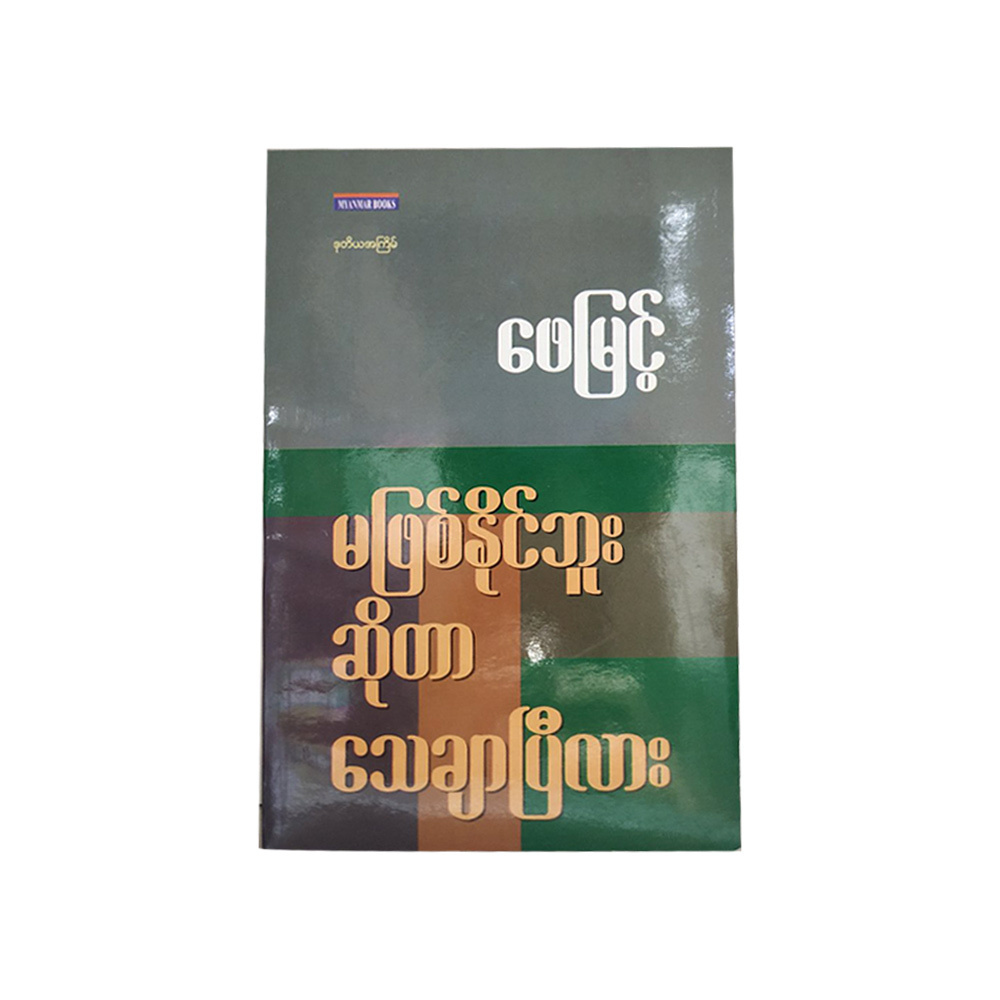 MYANMAR BOOKS
ဒုတိယအကြိမ်
ဖေမြင့်
မဖြစ်နိုင်ဘူး
ဆိုတာ
သေချာပြီလား